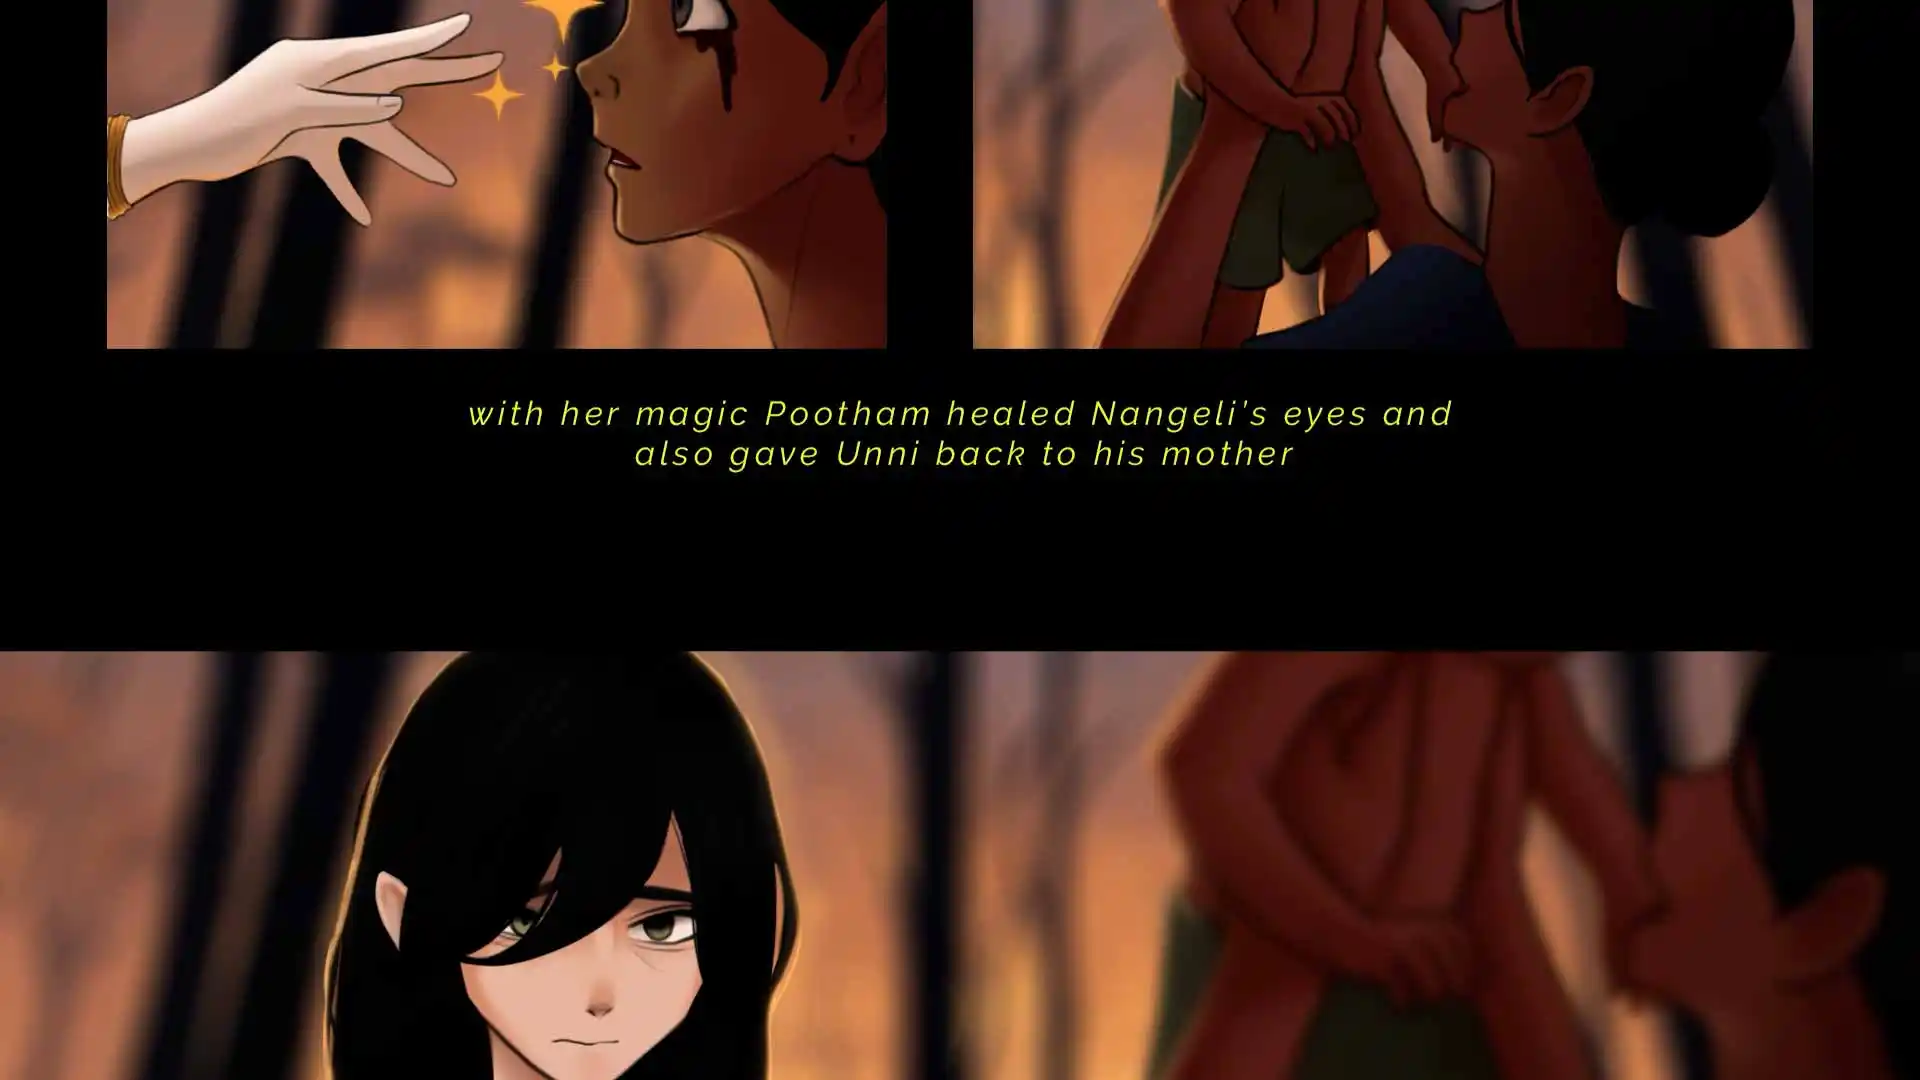 with her magic Pootham healed Nangeli's eyes and
also gave Unni back to his mother